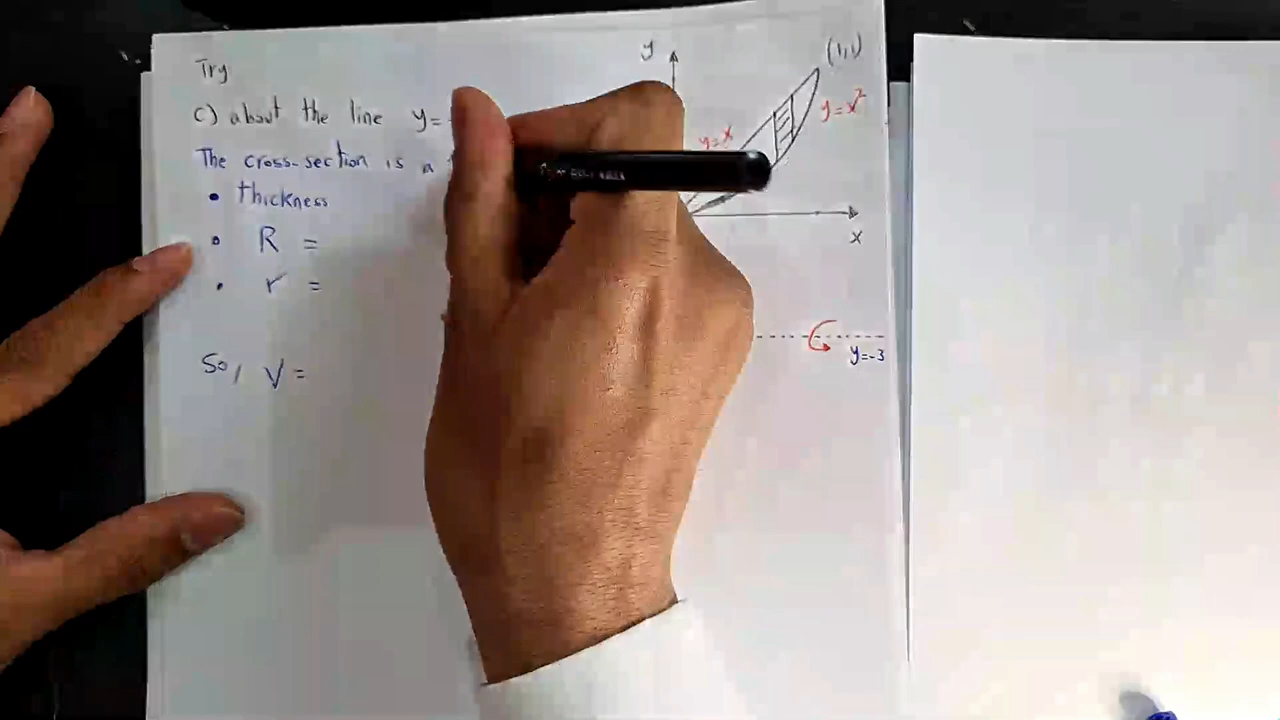 Try
c) about the line y=
The cross-section is a
• thickness
• R =
• r =
So, V =
y
(1,1)
y=x²
y=x
x
y=-3